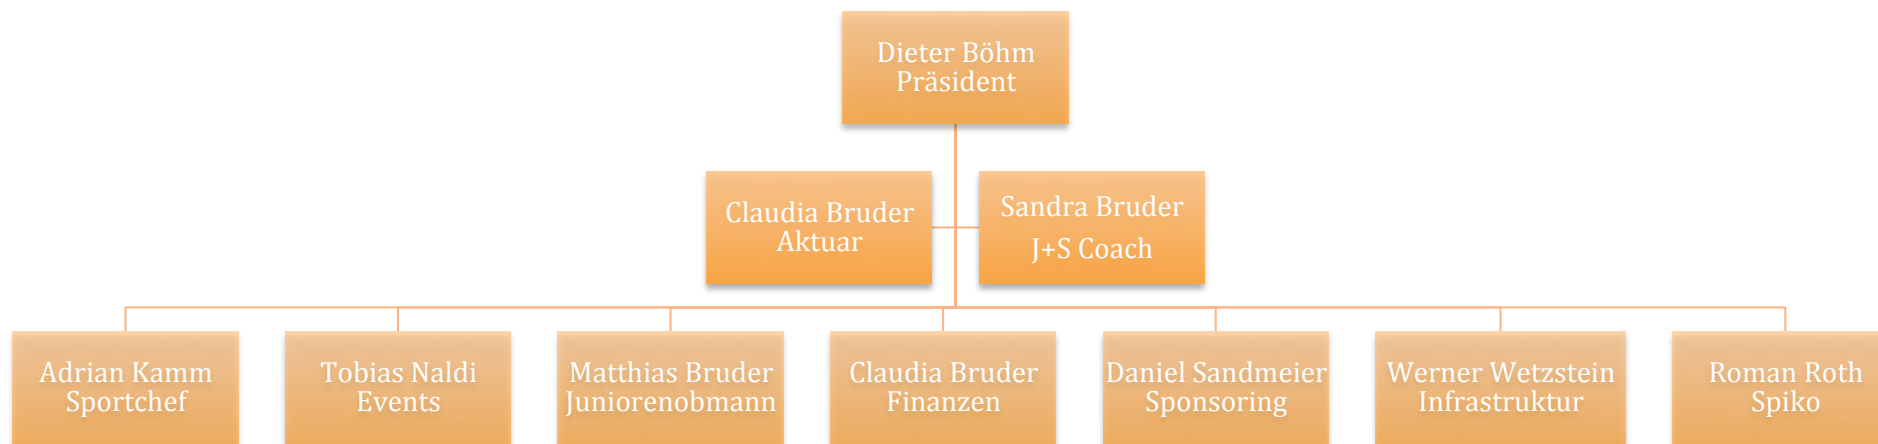 Dieter Böhm
Präsident
Claudia Bruder
Aktuar
Sandra Bruder
J+S Coach
Adrian Kamm
Sportchef
Tobias Naldi
Events
Matthias Bruder
Juniorenobmann
Claudia Bruder
Finanzen
Daniel Sandmeier
Sponsoring
Werner Wetzstein
Infrastruktur
Roman Roth
Spiko